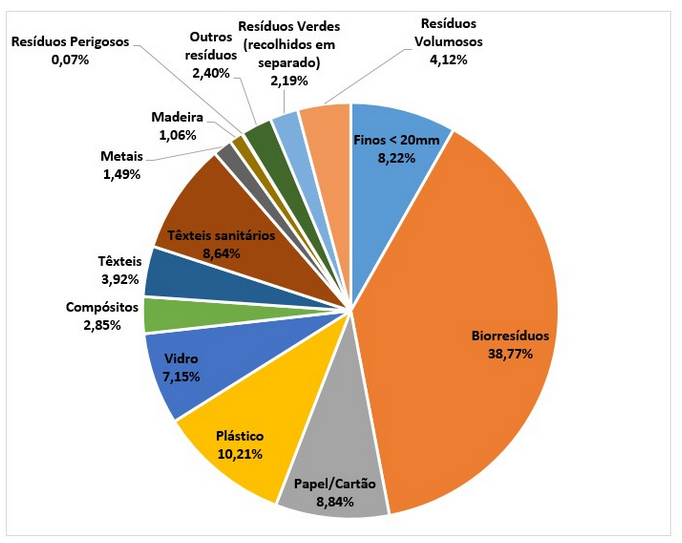 Resíduos Perigosos
0,07%
Outros
resíduos
2,40%
Resíduos Verdes
(recolhidos em
separado)
2,19%
Resíduos
Volumosos
4,12%
Madeira
1,06%
Metais
1,49%
Finos < 20mm
8,22%
Têxteis sanitários
8,64%
Têxteis
3,92%
Compósitos
2,85%
Biorresíduos
38,77%
Vidro
7,15%
Plástico
10,21%
Papel/Cartão
8,84%